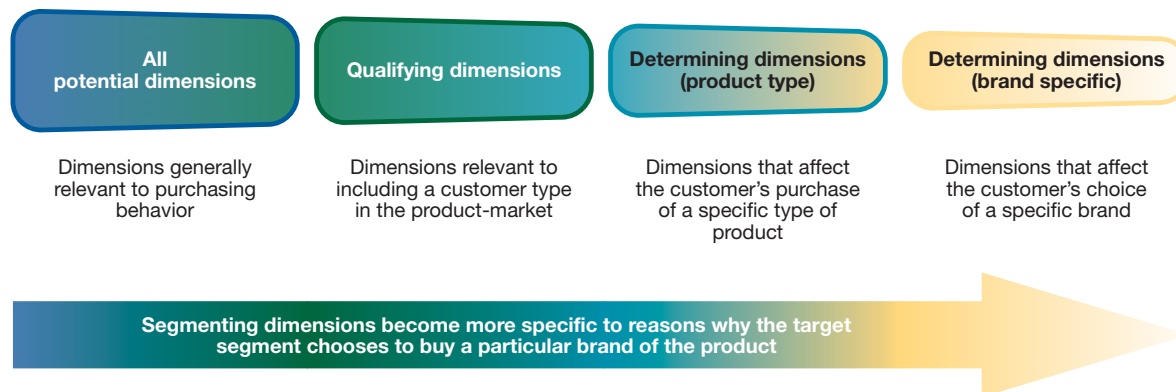 All
potential dimensions
Qualifying dimensions
Determining dimensions
(product type)
Determining dimensions
(brand specific)
Dimensions generally
relevant to purchasing
behavior
Dimensions relevant to
including a customer type
in the product-market
Dimensions that affect
the customer’s purchase
of a specific type of
product
Dimensions that affect
the customer’s choice
of a specific brand
Segmenting dimensions become more specific to reasons why the target
segment chooses to buy a particular brand of the product